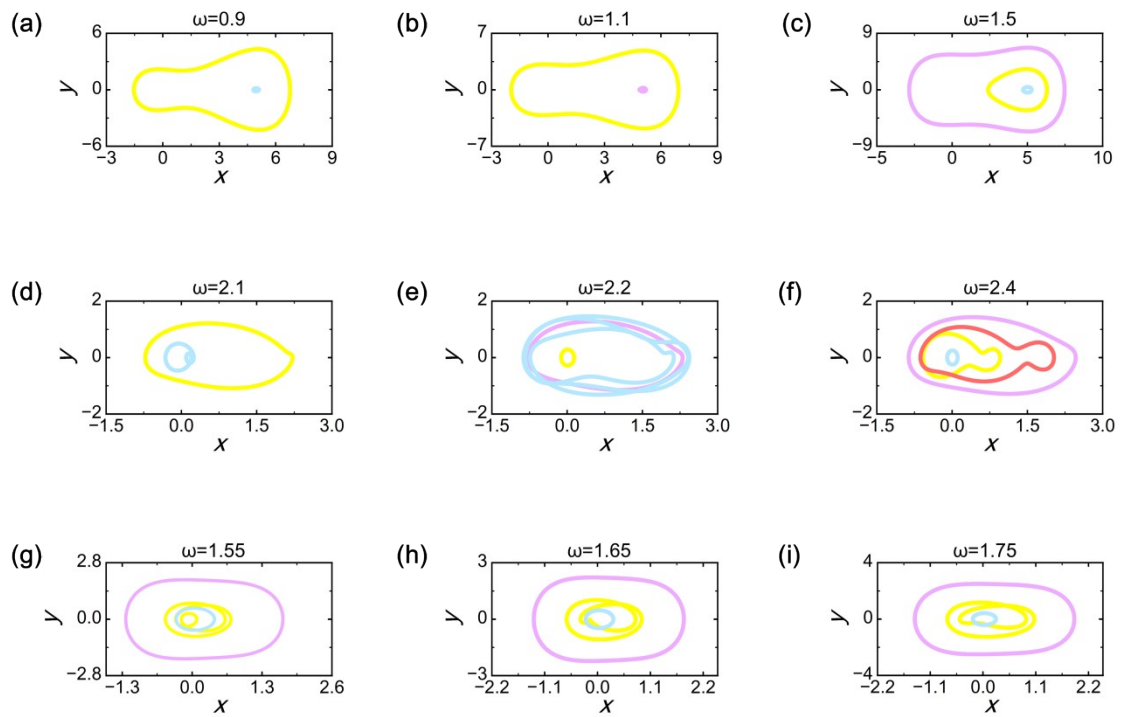 (a) ω=0.9 (b) ω=1.1 (c) ω=1.5
6 7 9
y 0 y 0 y 0
−6 −7 −9
−3 0 3 6 9 −3 0 3 6 9 −5 0 5 10
x x x
(d) ω=2.1 (e) ω=2.2 (f) ω=2.4
2 2 2
y 0 y 0 y 0
−2 −2 −2
−1.5 0.0 1.5 3.0 −1.5 0.0 1.5 3.0 −1.5 0.0 1.5 3.0
x x x
(g) ω=1.55 (h) ω=1.65 (i) ω=1.75
2.8 3 4
y 0.0 y 0 y 0
−2.8 −3 −4
−1.3 0.0 1.3 2.6 −2.2 −1.1 0.0 1.1 2.2 −2.2 −1.1 0.0 1.1 2.2
x x x